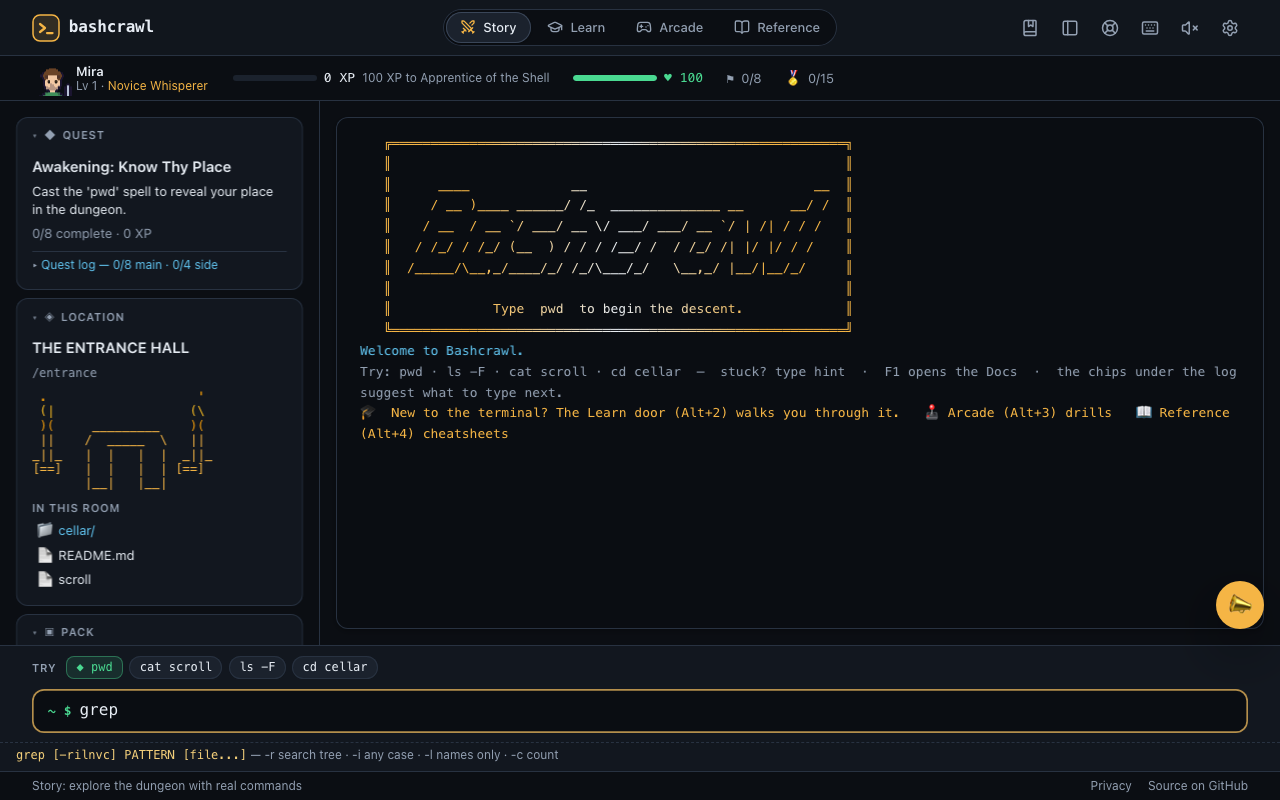 bashcrawl
Story
Learn
Arcade
Reference
Mira
Lv 1 · Novice Whisperer
0 XP 100 XP to Apprentice of the Shell
♥ 100
⚑ 0/8
0/15
◆ QUEST
Awakening: Know Thy Place
Cast the 'pwd' spell to reveal your place
in the dungeon.
0/8 complete · 0 XP
▸ Quest log — 0/8 main · 0/4 side
◈ LOCATION
THE ENTRANCE HALL
/entrance
IN THIS ROOM
cellar/
README.md
scroll
▣ PACK
Type pwd to begin the descent.
Welcome to Bashcrawl.
Try: pwd · ls -F · cat scroll · cd cellar — stuck? type hint · F1 opens the Docs · the chips under the log
suggest what to type next.
New to the terminal? The Learn door (Alt+2) walks you through it. Arcade (Alt+3) drills Reference
(Alt+4) cheatsheets
TRY ◆ pwd cat scroll ls -F cd cellar
~ $ grep
grep [-rilnvc] PATTERN [file...] — -r search tree · -i any case · -l names only · -c count
Story: explore the dungeon with real commands
Privacy Source on GitHub